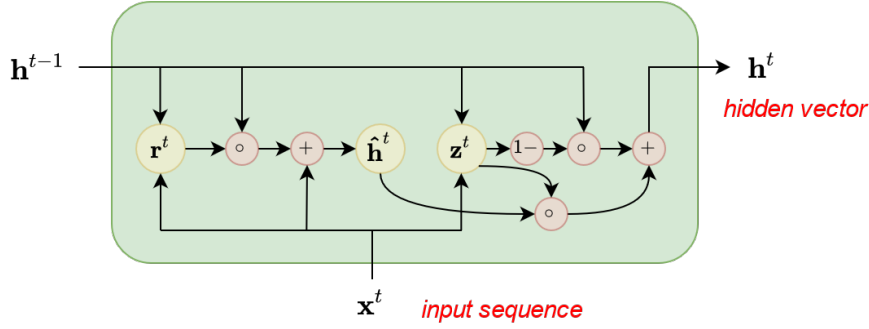 h^{t-1}
h^t
hidden vector
r^t
∘
+
ĥ^t
z^t
1-
∘
+
∘
x^t
input sequence